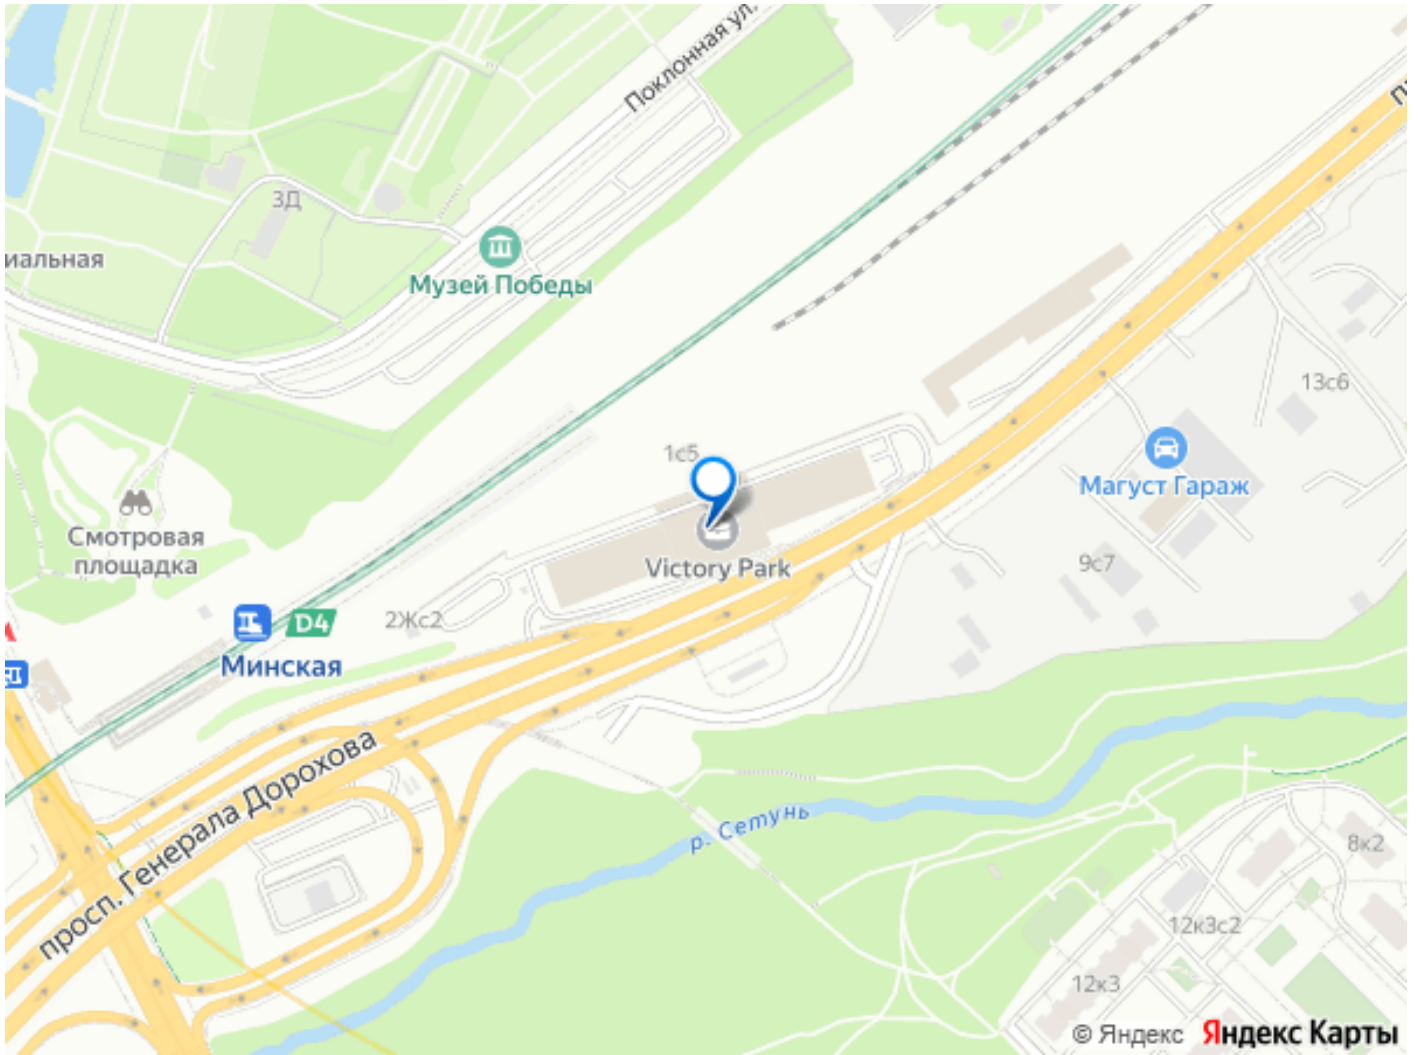 Поклонная ул.
3Д
иальная
Музей Победы
13с6
1с5
Магуст Гараж
Смотровая
площадка
Victory Park
9с7
2Жс2
D4
Минская
просп. Генерала Дорохова
р. Сетунь
8к2
12к3с2
12к3
© Яндекс Яндекс Карты